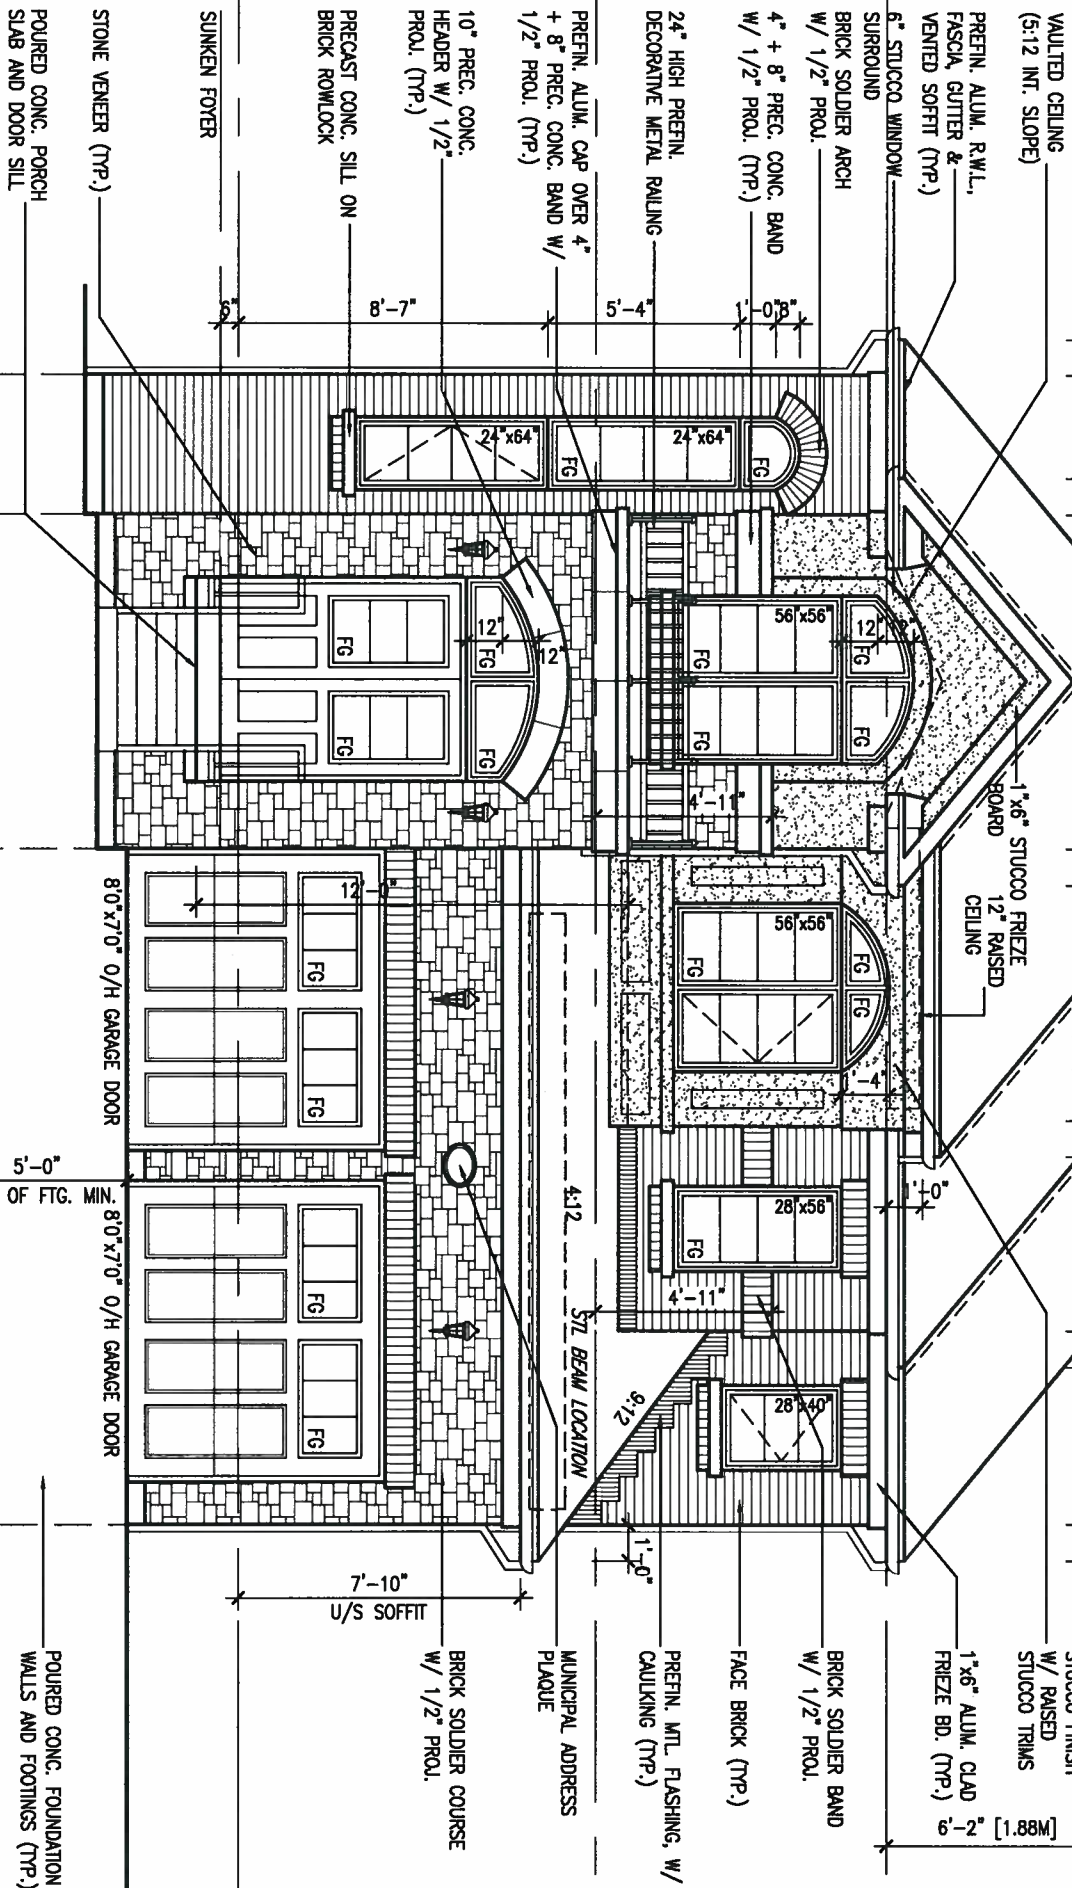 VAULTED CEILING
(5:12 INT. SLOPE)
PREFIN. ALUM. R.W.L.,
FASCIA, GUTTER &
VENTED SOFFIT (TYP.)
6" STUCCO WINDOW
SURROUND
BRICK SOLDIER ARCH
W/ 1/2" PROJ.
4" + 8" PREC. CONC. BAND
W/ 1/2" PROJ. (TYP.)
24" HIGH PREFIN.
DECORATIVE METAL RAILING
PREFIN. ALUM. CAP OVER 4"
+ 8" PREC. CONC. BAND W/
1/2" PROJ. (TYP.)
10" PREC. CONC.
HEADER W/ 1/2"
PROJ. (TYP.)
PRECAST CONC. SILL ON
BRICK ROWLOCK
SUNKEN FOYER
STONE VENEER (TYP.)
POURED CONC. PORCH
SLAB AND DOOR SILL
8"
1'-0"
5'-4"
8'-7"
6"
FG
24"x64"
FG
24"x64"
12"
FG
FG
56"x56"
FG
FG
12"
12"
FG
FG
FG
FG
1"x6" STUCCO FRIEZE
BOARD
12" RAISED
CEILING
4'-11"
12'-0"
56"x56"
FG
FG
FG
1'-4"
1'-0"
28"x56"
FG
4'-11"
28"x40"
9:12
4:12
STL BEAM LOCATION
1'-0"
FG
FG
FG
FG
8'0"x7'0" O/H GARAGE DOOR
8'0"x7'0" O/H GARAGE DOOR
5'-0"
OF FTG. MIN.
7'-10"
U/S SOFFIT
STUCCO FINISH
W/ RAISED
STUCCO TRIMS
1"x6" ALUM. CLAD
FRIEZE BD. (TYP.)
6'-2" [1.88M]
BRICK SOLDIER BAND
W/ 1/2" PROJ.
FACE BRICK (TYP.)
PREFIN. MTL. FLASHING, W/
CAULKING (TYP.)
MUNICIPAL ADDRESS
PLAQUE
BRICK SOLDIER COURSE
W/ 1/2" PROJ.
POURED CONC. FOUNDATION
WALLS AND FOOTINGS (TYP.)